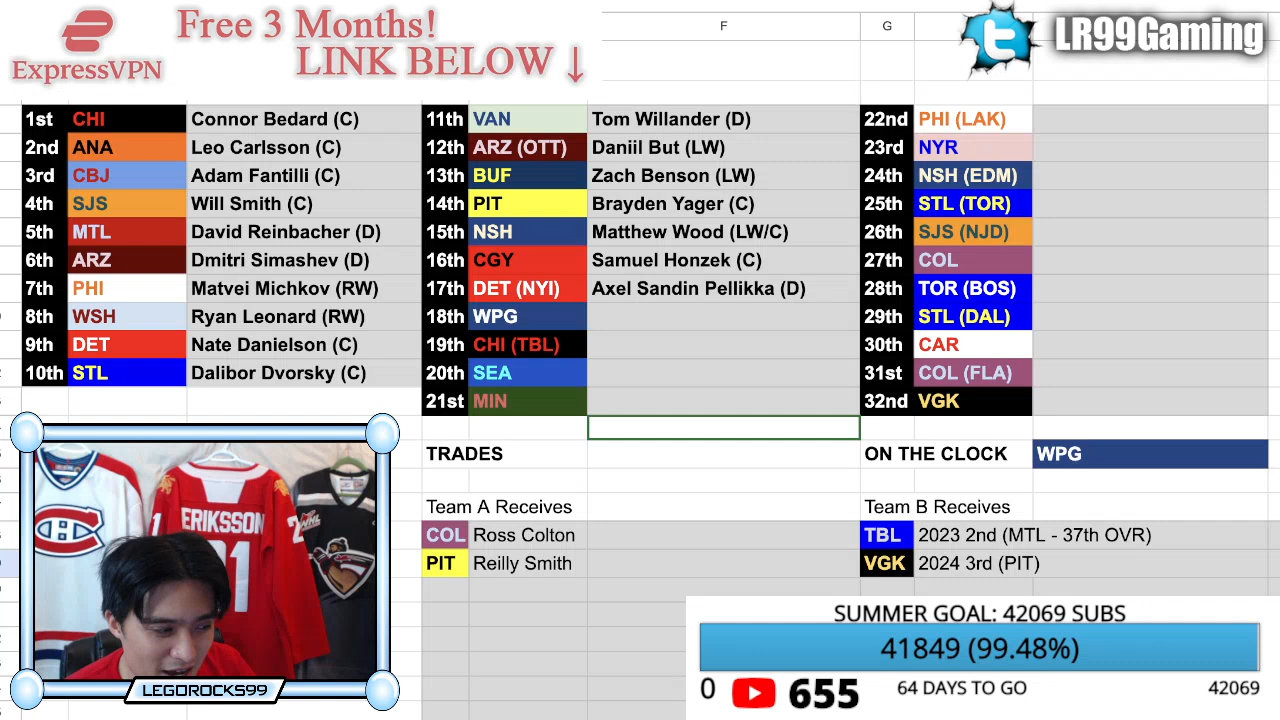 ExpressVPN
Free 3 Months!
LINK BELOW ↓
F
G
LR99Gaming
1st CHI Connor Bedard (C)
2nd ANA Leo Carlsson (C)
3rd CBJ Adam Fantilli (C)
4th SJS Will Smith (C)
5th MTL David Reinbacher (D)
6th ARZ Dmitri Simashev (D)
7th PHI Matvei Michkov (RW)
8th WSH Ryan Leonard (RW)
9th DET Nate Danielson (C)
10th STL Dalibor Dvorsky (C)
11th VAN Tom Willander (D)
12th ARZ (OTT) Daniil But (LW)
13th BUF Zach Benson (LW)
14th PIT Brayden Yager (C)
15th NSH Matthew Wood (LW/C)
16th CGY Samuel Honzek (C)
17th DET (NYI) Axel Sandin Pellikka (D)
18th WPG
19th CHI (TBL)
20th SEA
21st MIN
22nd PHI (LAK)
23rd NYR
24th NSH (EDM)
25th STL (TOR)
26th SJS (NJD)
27th COL
28th TOR (BOS)
29th STL (DAL)
30th CAR
31st COL (FLA)
32nd VGK
TRADES
ON THE CLOCK WPG
Team A Receives
Team B Receives
COL Ross Colton
TBL 2023 2nd (MTL - 37th OVR)
PIT Reilly Smith
VGK 2024 3rd (PIT)
ERIKSSON
WHL
LEGOROCKS99
SUMMER GOAL: 42069 SUBS
41849 (99.48%)
0 655 64 DAYS TO GO 42069